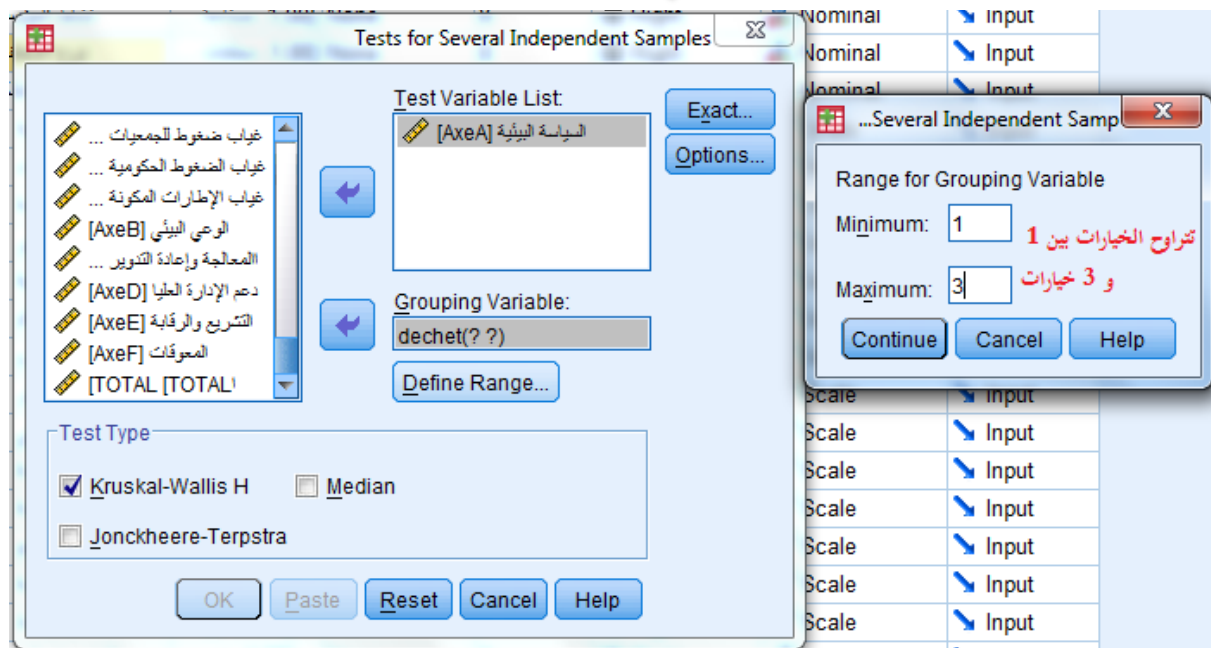 Nominal Input
Tests for Several Independent Samples
Nominal Input
Nominal Input
Test Variable List:
السياسة البيئية [AxeA]
Exact...
Options...
غياب ضغوط للجمعيات ...
غياب الضغوط الحكومية ...
غياب الإطارات المكونة ...
الوعي البيئي [AxeB]
االمعالجة وإعادة التدوير ...
دعم الإدارة العليا [AxeD]
التشريع والرقابة [AxeE]
المعوقات [AxeF]
[TOTAL [TOTAL
Grouping Variable:
dechet(? ?)
Define Range...
Test Type
Kruskal-Wallis H Median
Jonckheere-Terpstra
OK Paste Reset Cancel Help
...Several Independent Samp
Range for Grouping Variable
Minimum: 1
تتراوح الخيارات بين 1
Maximum: 3
و 3 خيارات
Continue Cancel Help
Scale Input
Scale Input
Scale Input
Scale Input
Scale Input
Scale Input
Scale Input